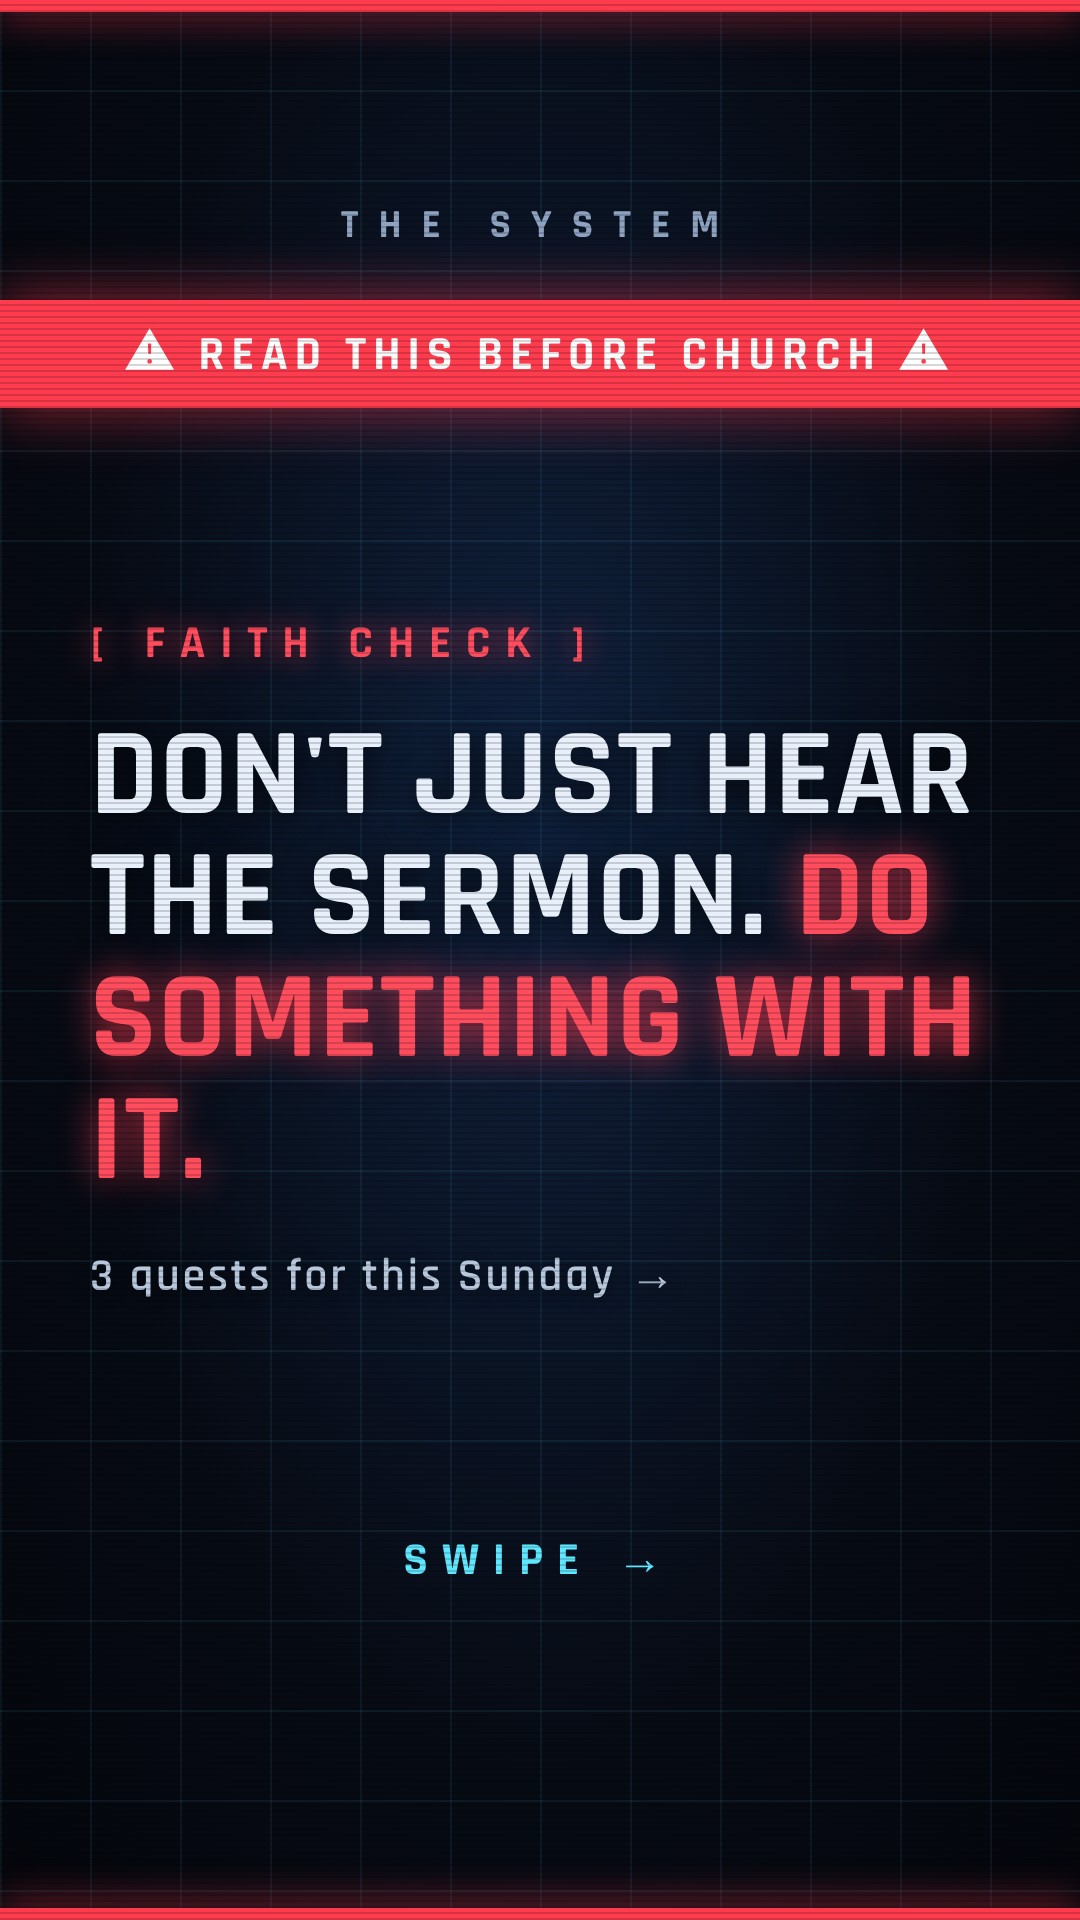 THE SYSTEM
⚠ READ THIS BEFORE CHURCH ⚠
[ FAITH CHECK ]
DON'T JUST HEAR
THE SERMON. DO
SOMETHING WITH
IT.
3 quests for this Sunday →
SWIPE →